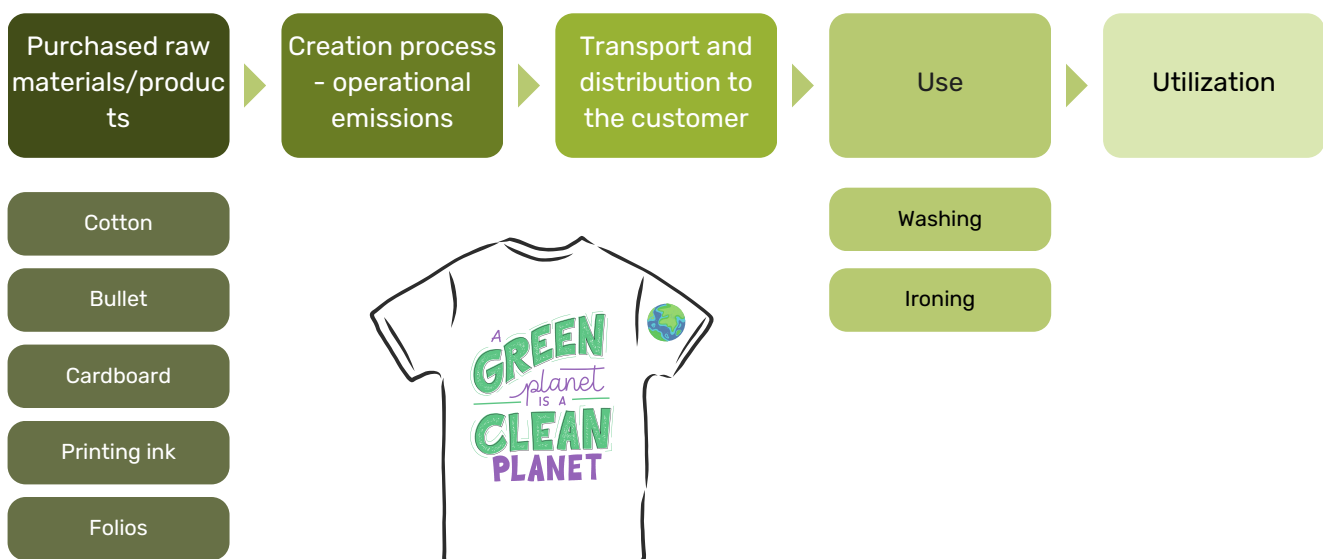 Purchased raw
materials/produc
ts
Creation process
- operational
emissions
Transport and
distribution to
the customer
Use
Utilization
Cotton
Bullet
Cardboard
Printing ink
Folios
A
GREEN
planet
IS A
CLEAN
PLANET
Washing
Ironing